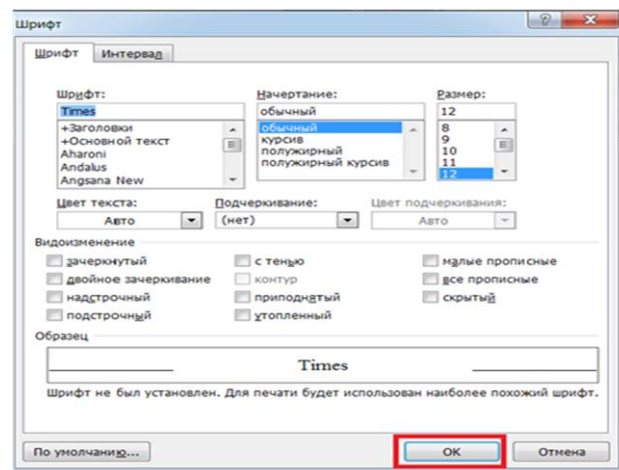 Шрифт
Шрифт Интервал
Шрифт: Начертание: Размер:
Times обычный 12
+Заголовки обычный 8
+Основной текст курсив 9
Aharoni полужирный 10
Andalus полужирный курсив 11
Angsana New 12
Цвет текста: Подчеркивание: Цвет подчеркивания:
Авто (нет) Авто
Видоизменение
зачеркнутый с тенью малые прописные
двойное зачеркивание контур все прописные
надстрочный приподнятый скрытый
подстрочный утопленный
Образец
Times
Шрифт не был установлен. Для печати будет использован наиболее похожий шрифт.
По умолчанию... ОК Отмена